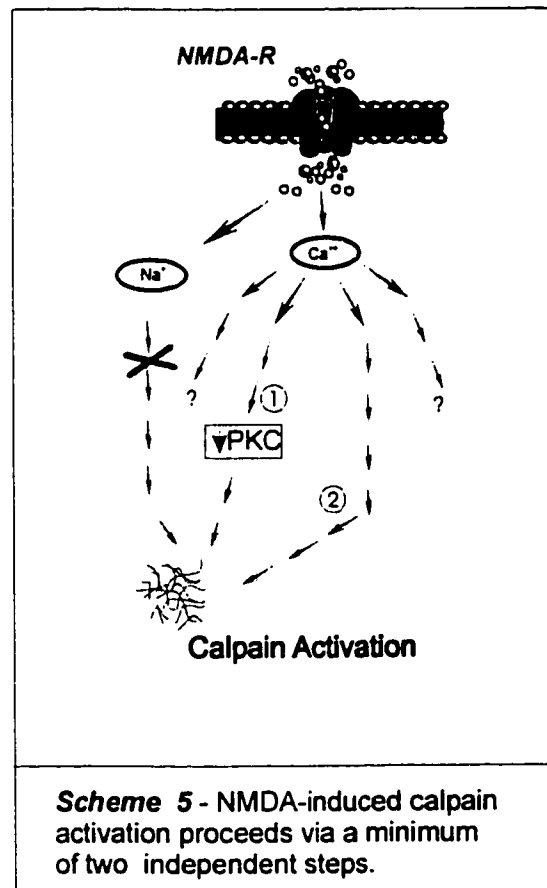 NMDA-R
Na⁺
Ca⁺⁺
?
①
?
▼PKC
②
Calpain Activation
Scheme 5 - NMDA-induced calpain
activation proceeds via a minimum
of two independent steps.